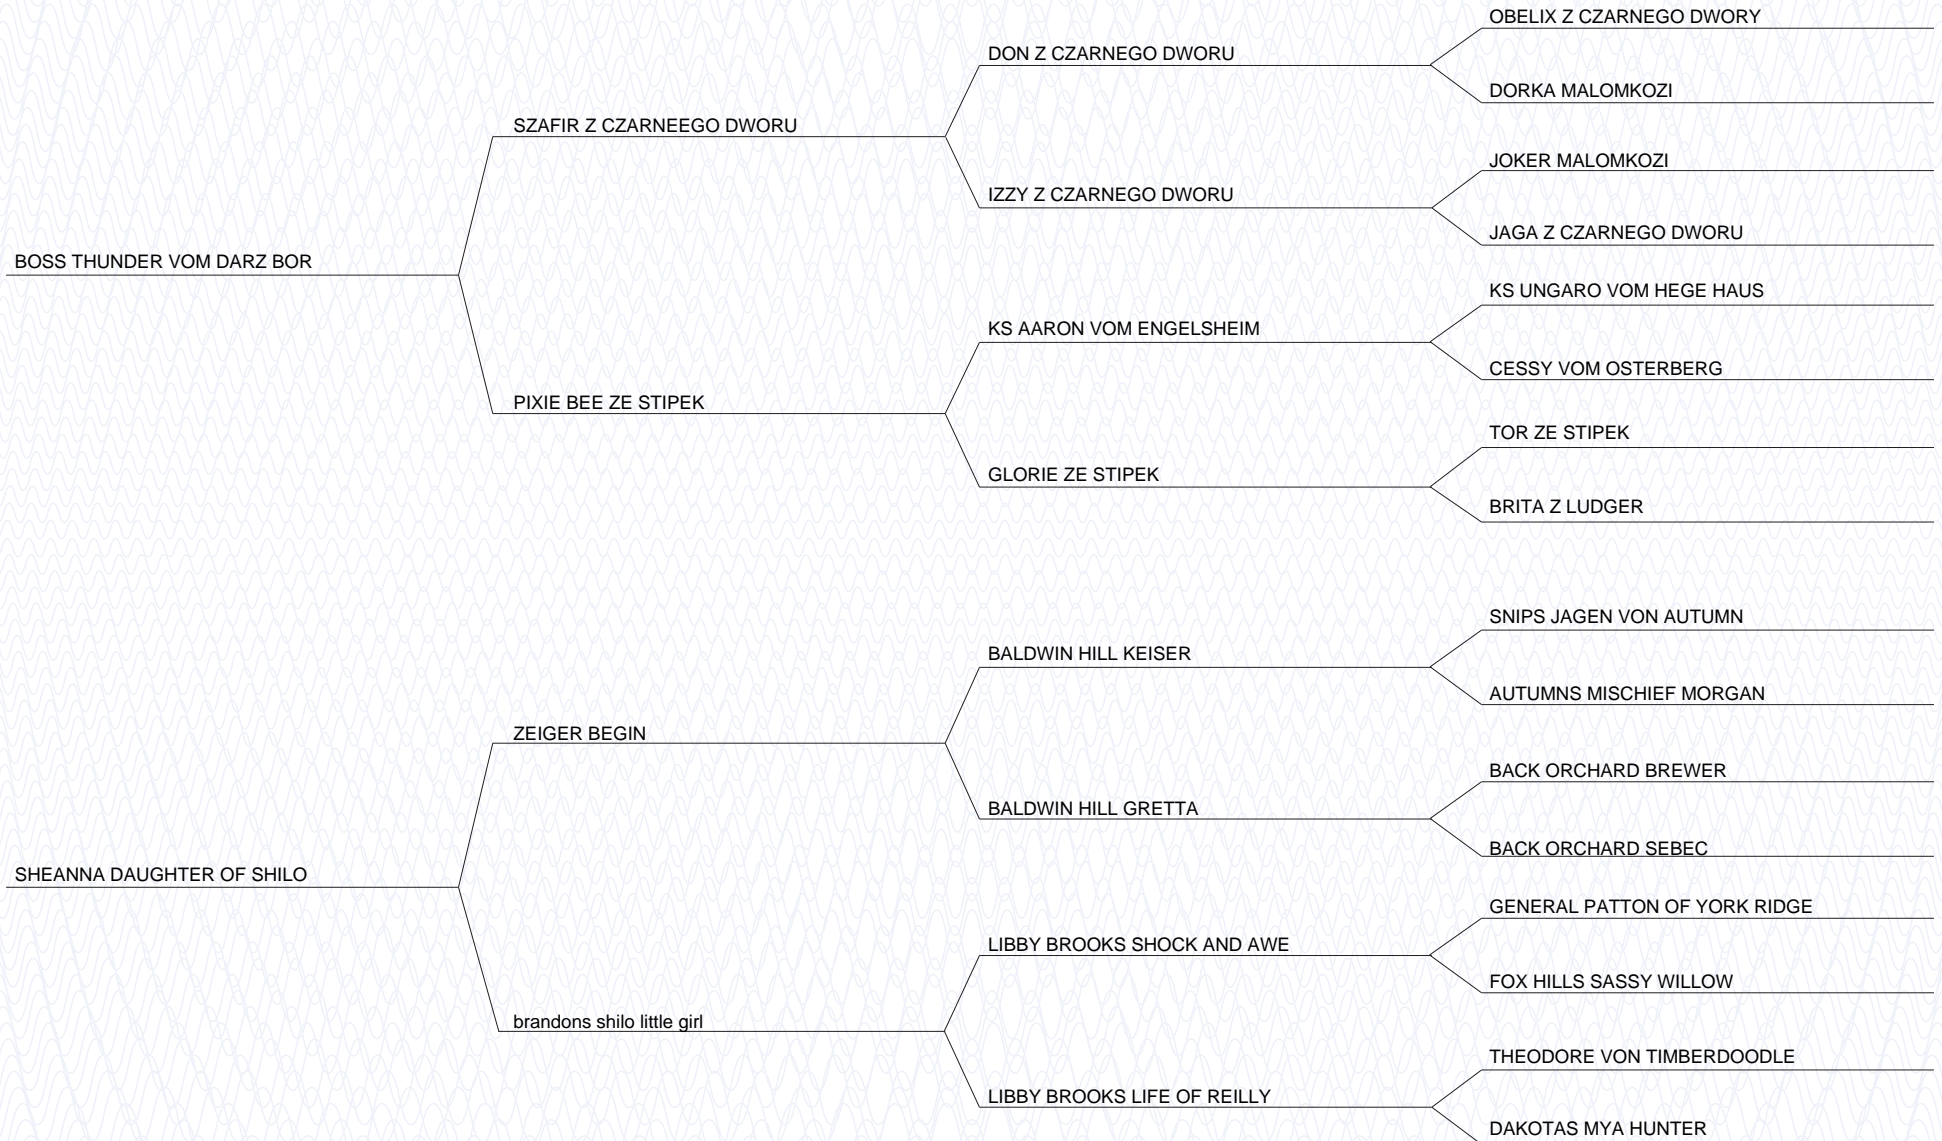 OBELIX Z CZARNEGO DWORY
DON Z CZARNEGO DWORU
DORKA MALOMKOZI
SZAFIR Z CZARNEEGO DWORU
JOKER MALOMKOZI
IZZY Z CZARNEGO DWORU
JAGA Z CZARNEGO DWORU
BOSS THUNDER VOM DARZ BOR
KS UNGARO VOM HEGE HAUS
KS AARON VOM ENGELSHEIM
CESSY VOM OSTERBERG
PIXIE BEE ZE STIPEK
TOR ZE STIPEK
GLORIE ZE STIPEK
BRITA Z LUDGER
SNIPS JAGEN VON AUTUMN
BALDWIN HILL KEISER
AUTUMNS MISCHIEF MORGAN
ZEIGER BEGIN
BACK ORCHARD BREWER
BALDWIN HILL GRETTA
BACK ORCHARD SEBEC
SHEANNA DAUGHTER OF SHILO
GENERAL PATTON OF YORK RIDGE
LIBBY BROOKS SHOCK AND AWE
FOX HILLS SASSY WILLOW
brandons shilo little girl
THEODORE VON TIMBERDOODLE
LIBBY BROOKS LIFE OF REILLY
DAKOTAS MYA HUNTER